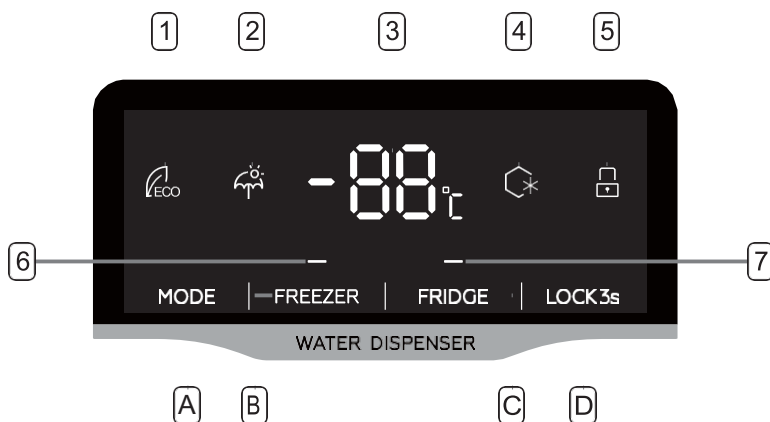 1 2 3 4 5
ECO -88°C
6 7
MODE FREEZER FRIDGE LOCK3s
WATER DISPENSER
A B C D